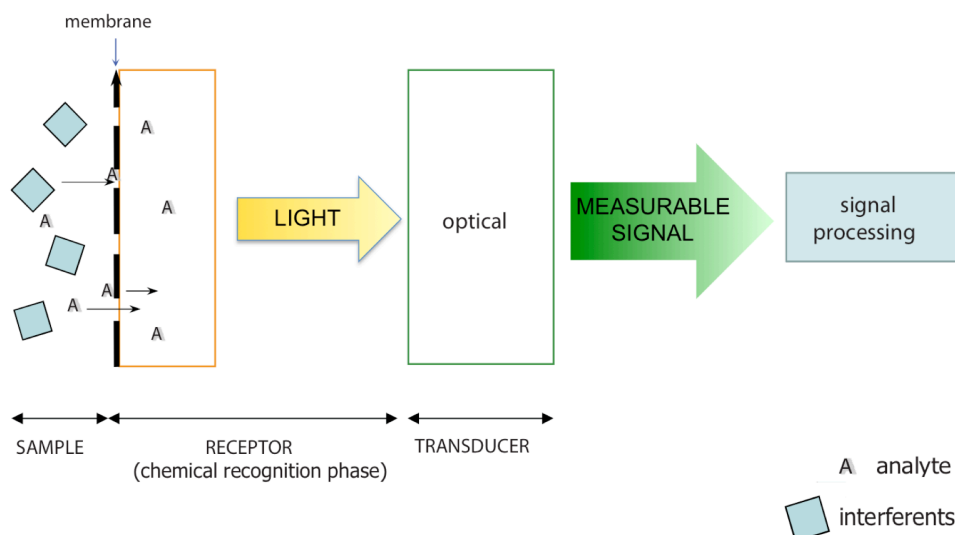 membrane
A
A
A
A
A
A
A
LIGHT
optical
MEASURABLE
SIGNAL
signal
processing
SAMPLE
RECEPTOR
(chemical recognition phase)
TRANSDUCER
A analyte
interferents